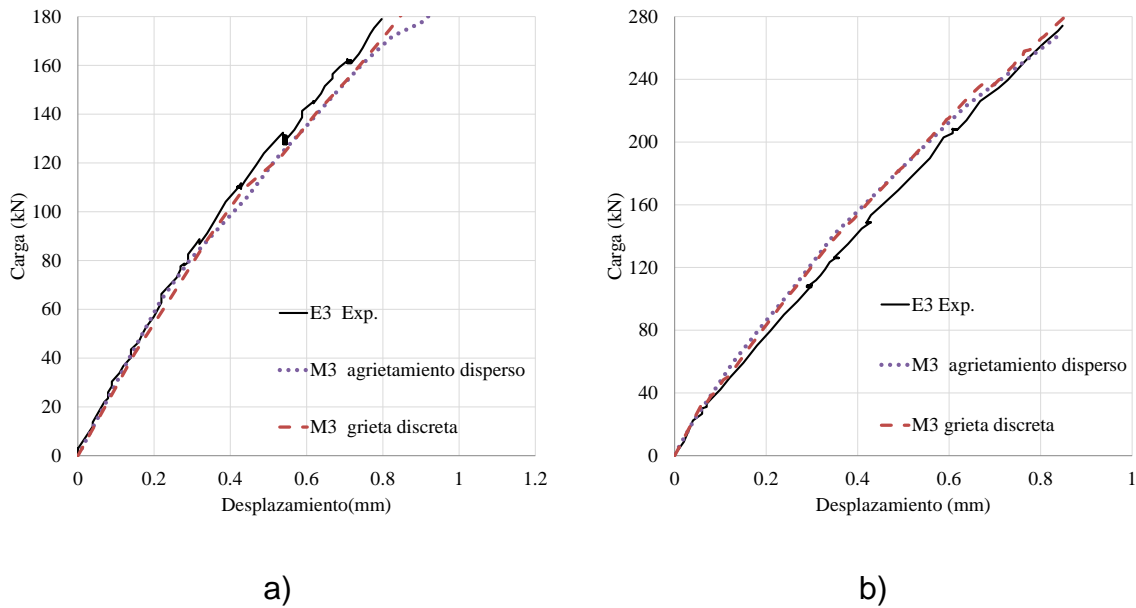 180
160
140
120
100
80
60
40
20
0
Carga (kN)
E3 Exp.
M3 agrietamiento disperso
M3 grieta discreta
0 0.2 0.4 0.6 0.8 1 1.2
Desplazamiento(mm)
a)
280
240
200
160
120
80
40
0
Carga (kN)
E3 Exp.
M3 agrietamiento disperso
M3 grieta discreta
0 0.2 0.4 0.6 0.8 1
Desplazamiento (mm)
b)